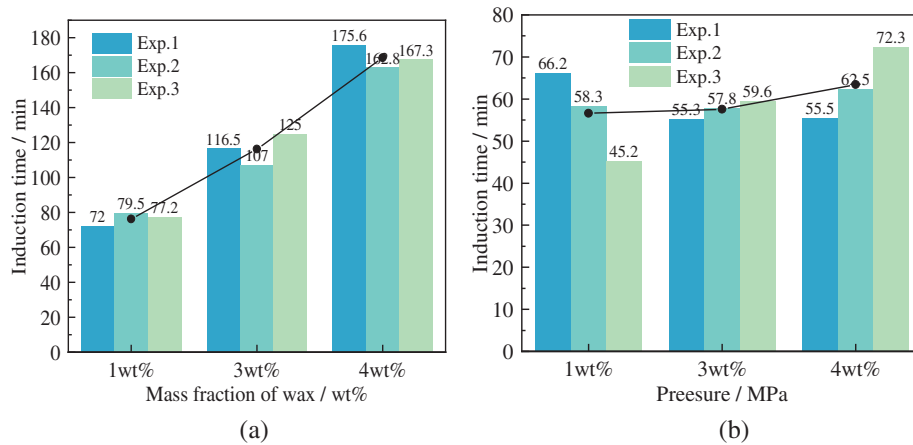 180
160
140
120
100
80
60
40
20
0
Induction time / min
Exp.1
Exp.2
Exp.3
72
79.5
77.2
116.5
107
125
175.6
162.8
167.3
1wt%
3wt%
4wt%
Mass fraction of wax / wt%
(a)
80
70
60
50
40
30
20
10
0
Induction time / min
Exp.1
Exp.2
Exp.3
66.2
58.3
45.2
55.3
57.8
59.6
55.5
62.5
72.3
1wt%
3wt%
4wt%
Preesure / MPa
(b)